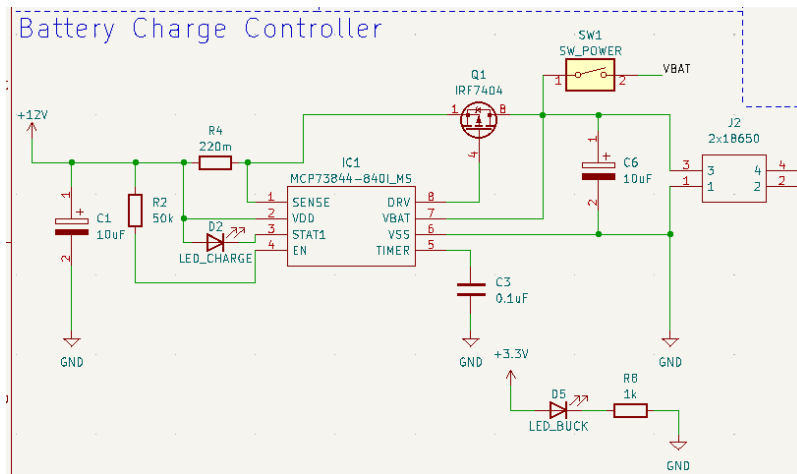 Battery Charge Controller
SW1
SW_POWER
1
2
VBAT
Q1
IRF7404
1
8
4
+12V
R4
220m
J2
2x18650
3
1
3
1
4
2
4
2
IC1
MCP73844-840I_MS
1
2
3
4
SENSE
VDD
STAT1
EN
DRV
VBAT
VSS
TIMER
8
7
6
5
1
+
C6
10uF
2
1
+
C1
10uF
2
R2
50k
D2
LED_CHARGE
C3
0.1uF
GND
GND
GND
+3.3V
D5
LED_BUCK
R8
1k
GND